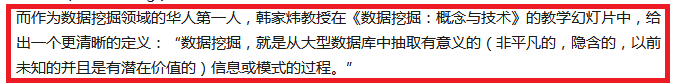 而作为数据挖掘领域的华人第一人，韩家炜教授在《数据挖掘：概念与技术》的教学幻灯片中，给
出一个更清晰的定义：“数据挖掘，就是从大型数据库中抽取有意义的（非平凡的，隐含的，以前
未知的并且是有潜在价值的）信息或模式的过程。”